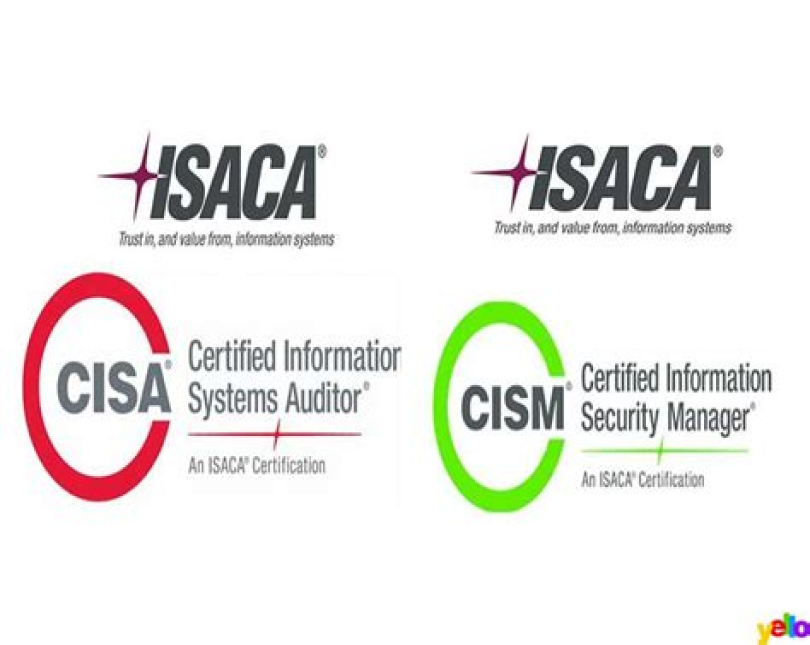 ISACA®
Trust in, and value from, information systems
ISACA®
Trust in, and value from, information systems
CISA®
Certified Information
Systems Auditor®
An ISACA® Certification
CISM®
Certified Information
Security Manager®
An ISACA® Certification
yello